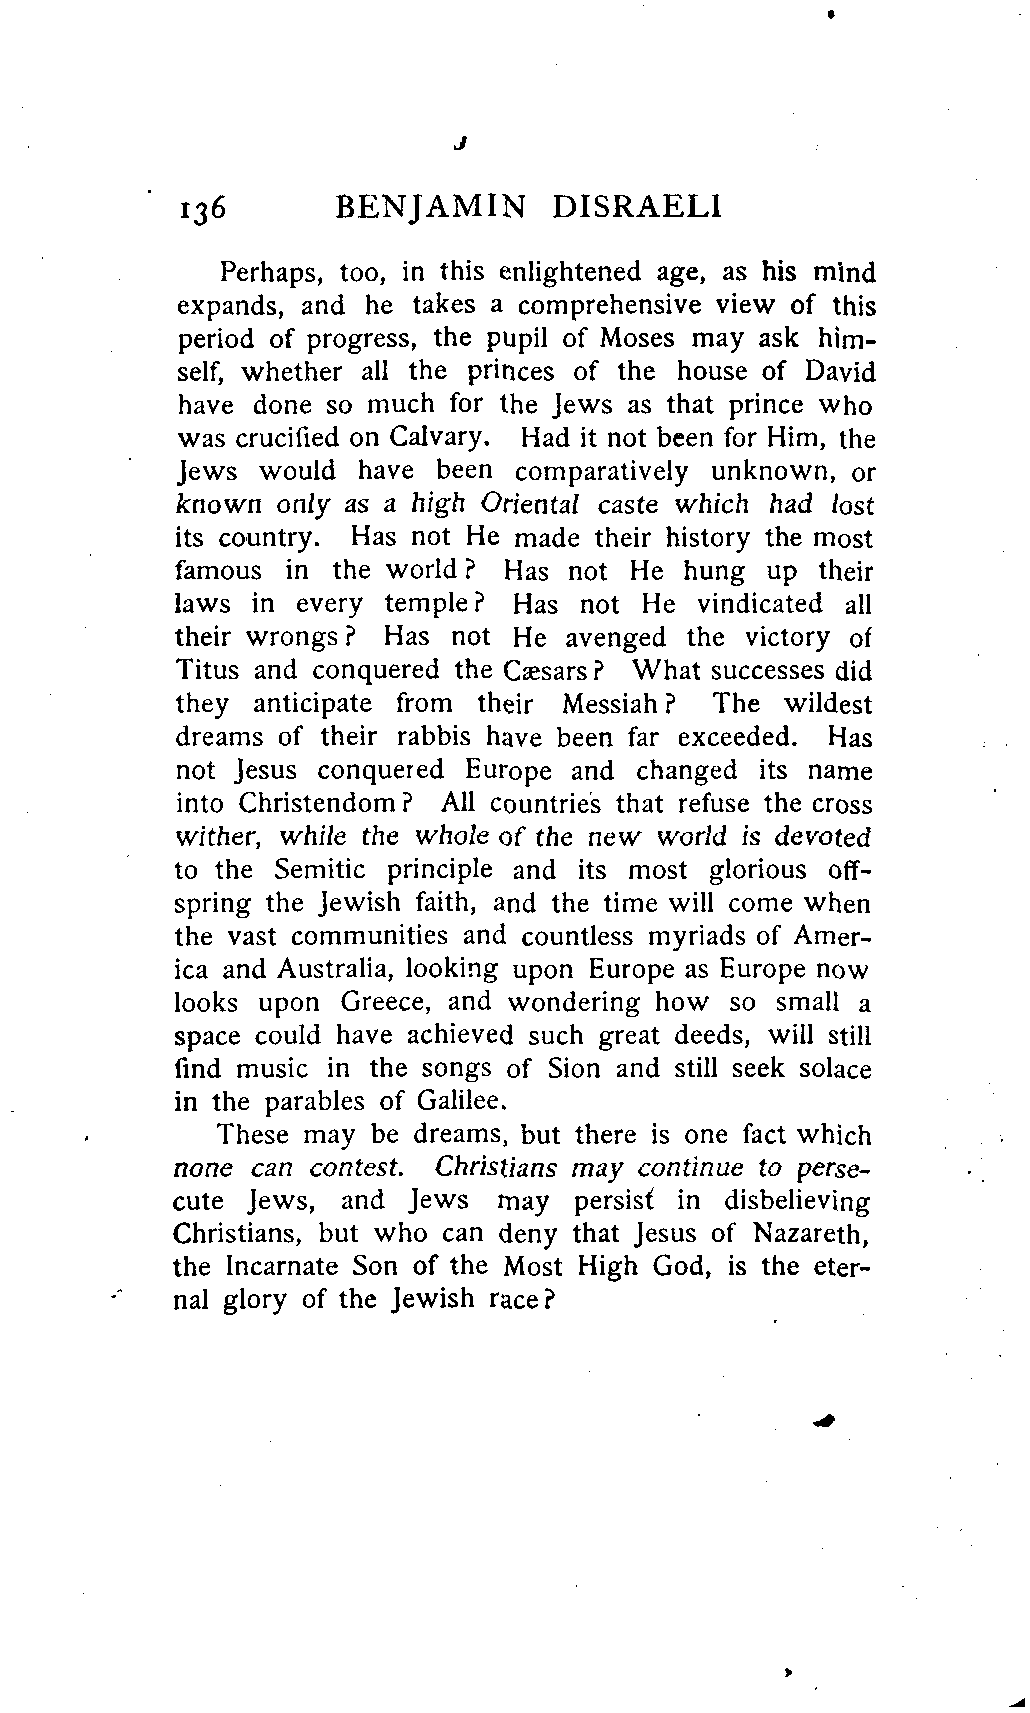 136 BENJAMIN DISRAELI
Perhaps, too, in this enlightened age, as his mind
expands, and he takes a comprehensive view of this
period of progress, the pupil of Moses may ask him-
self, whether all the princes of the house of David
have done so much for the Jews as that prince who
was crucified on Calvary. Had it not been for Him, the
Jews would have been comparatively unknown, or
known only as a high Oriental caste which had lost
its country. Has not He made their history the most
famous in the world? Has not He hung up their
laws in every temple? Has not He vindicated all
their wrongs? Has not He avenged the victory of
Titus and conquered the Cæsars? What successes did
they anticipate from their Messiah? The wildest
dreams of their rabbis have been far exceeded. Has
not Jesus conquered Europe and changed its name
into Christendom? All countries that refuse the cross
wither, while the whole of the new world is devoted
to the Semitic principle and its most glorious off-
spring the Jewish faith, and the time will come when
the vast communities and countless myriads of Amer-
ica and Australia, looking upon Europe as Europe now
looks upon Greece, and wondering how so small a
space could have achieved such great deeds, will still
find music in the songs of Sion and still seek solace
in the parables of Galilee.
These may be dreams, but there is one fact which
none can contest. Christians may continue to perse-
cute Jews, and Jews may persist in disbelieving
Christians, but who can deny that Jesus of Nazareth,
the Incarnate Son of the Most High God, is the eter-
nal glory of the Jewish race?